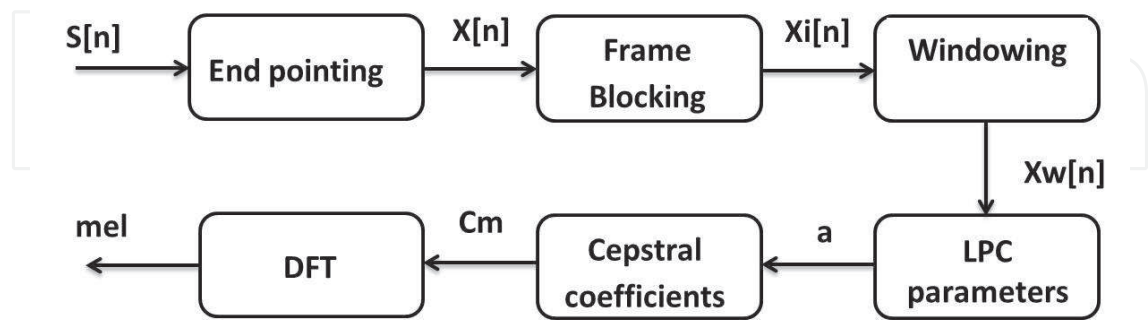 S[n]
End pointing
X[n]
Frame
Blocking
Xi[n]
Windowing
Xw[n]
LPC
parameters
a
Cepstral
coefficients
Cm
DFT
mel